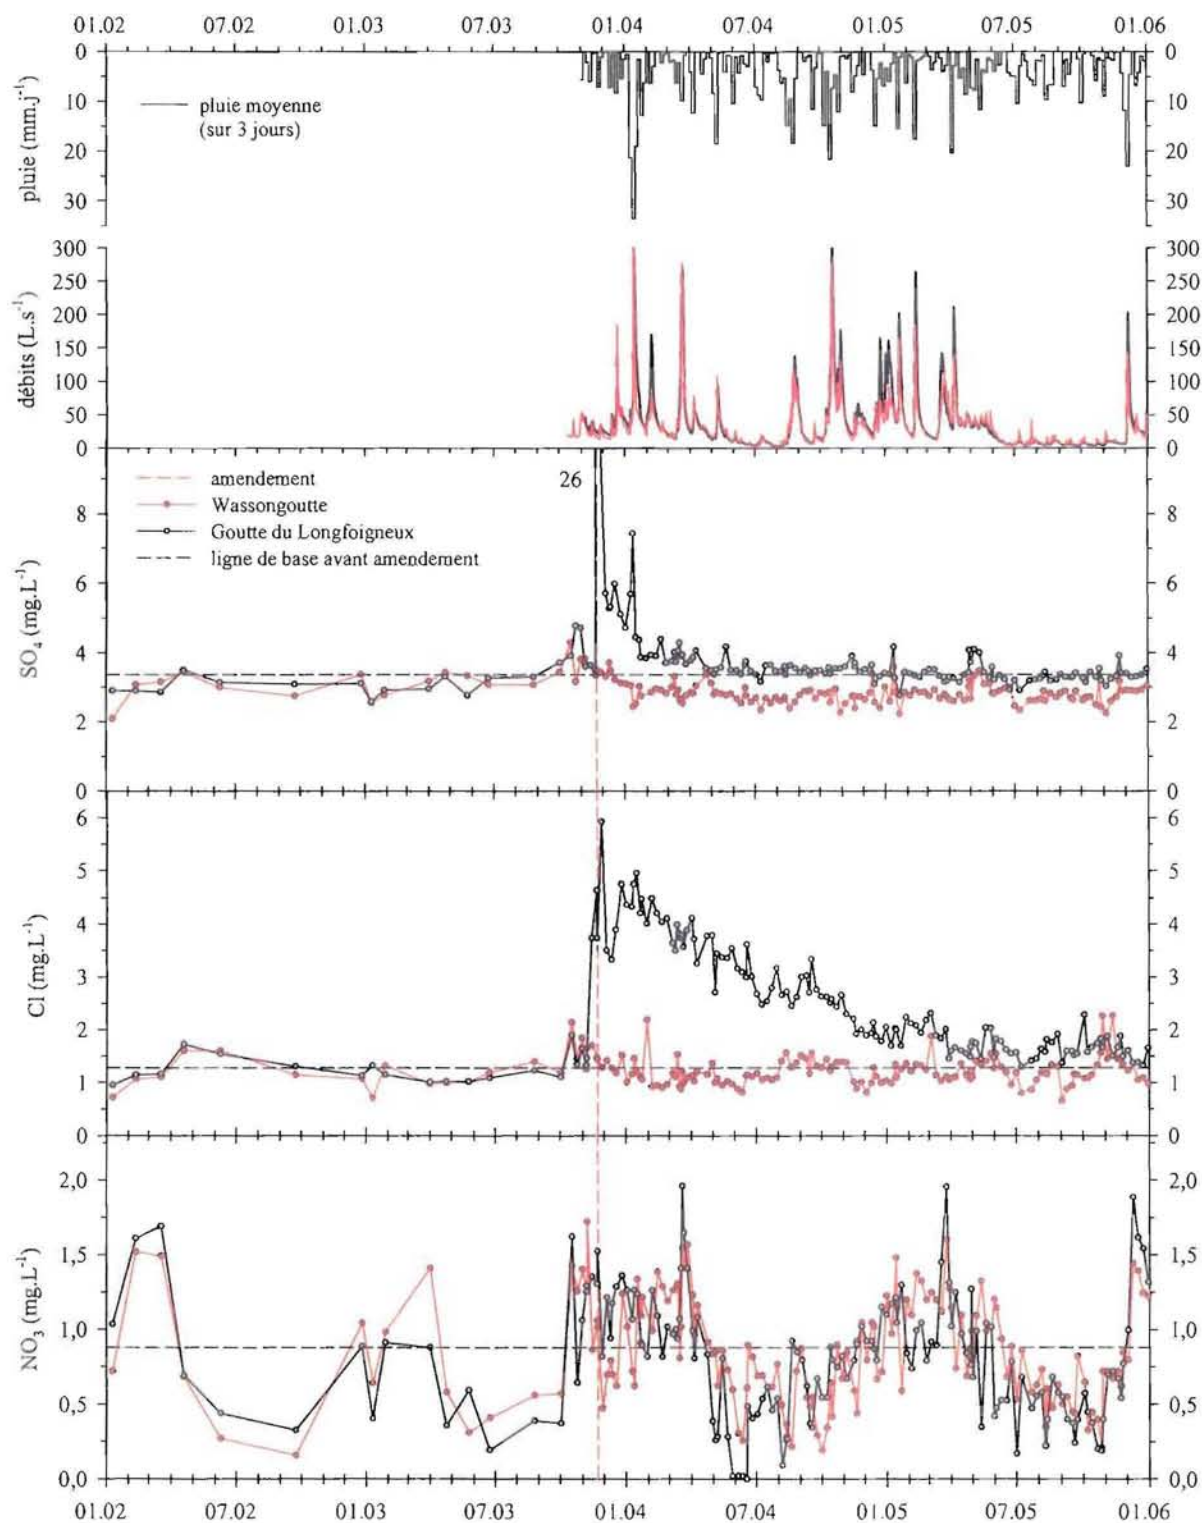 01.02 07.02 01.03 07.03 01.04 07.04 01.05 07.05 01.06
pluie (mm.j⁻¹)
0 10 20 30
pluie moyenne
(sur 3 jours)
0 10 20 30
débits (L.s⁻¹)
300 250 200 150 100 50 0
300 250 200 150 100 50 0
SO₄ (mg.L⁻¹)
8 6 4 2 0
amendement
Wassongoutte
Goutte du Longfoigneux
ligne de base avant amendement
26
8 6 4 2 0
Cl (mg.L⁻¹)
6 5 4 3 2 1 0
6 5 4 3 2 1 0
NO₃ (mg.L⁻¹)
2,0 1,5 1,0 0,5 0,0
2,0 1,5 1,0 0,5 0,0
01.02 07.02 01.03 07.03 01.04 07.04 01.05 07.05 01.06